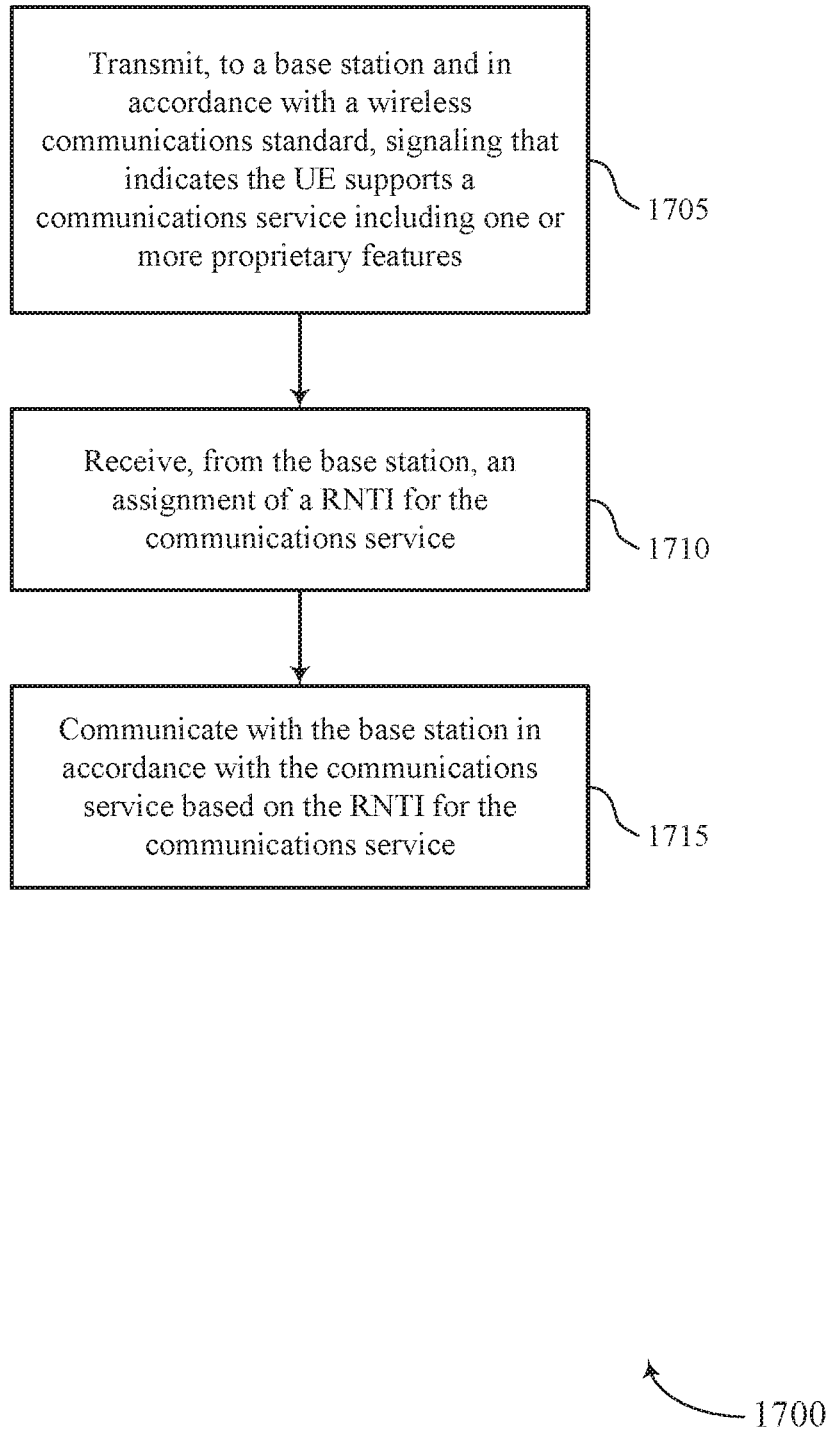 Transmit, to a base station and in
accordance with a wireless
communications standard, signaling that
indicates the UE supports a
communications service including one or
more proprietary features
1705
Receive, from the base station, an
assignment of a RNTI for the
communications service
1710
Communicate with the base station in
accordance with the communications
service based on the RNTI for the
communications service
1715
1700